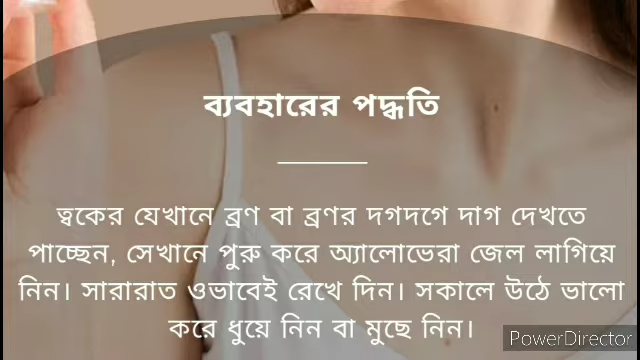 ব্যবহারের পদ্ধতি
ত্বকের যেখানে ব্রণ বা ব্রণর দগদগে দাগ দেখতে
পাচ্ছেন, সেখানে পুরু করে অ্যালোভেরা জেল লাগিয়ে
নিন। সারারাত ওভাবেই রেখে দিন। সকালে উঠে ভালো
করে ধুয়ে নিন বা মুছে নিন।
PowerDirector